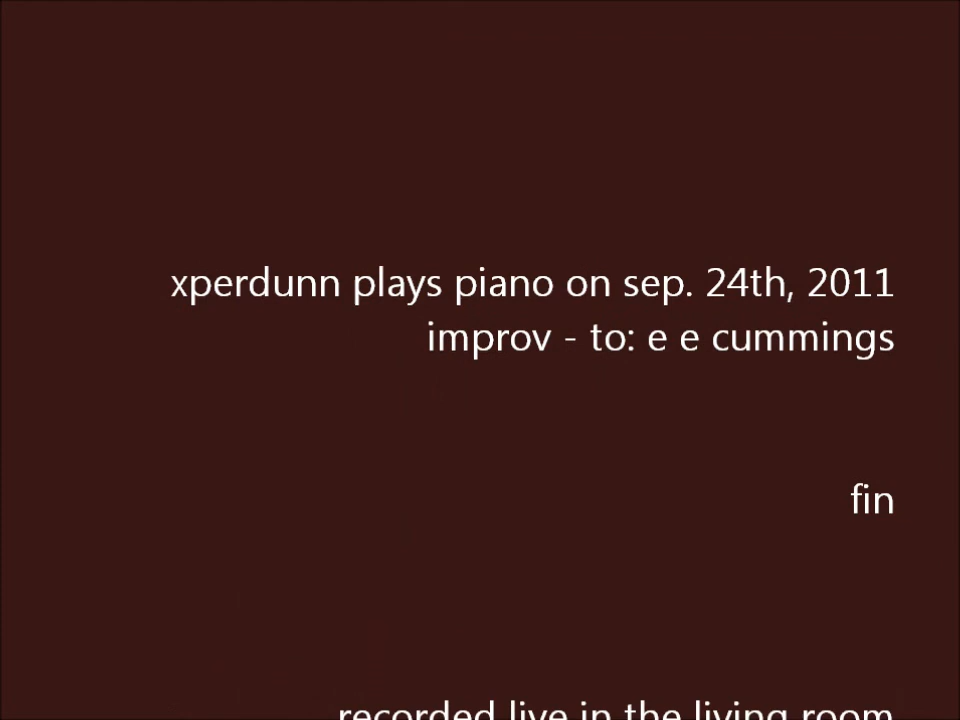 xperdunn plays piano on sep. 24th, 2011
improv - to: e e cummings
fin
recorded live in the living room